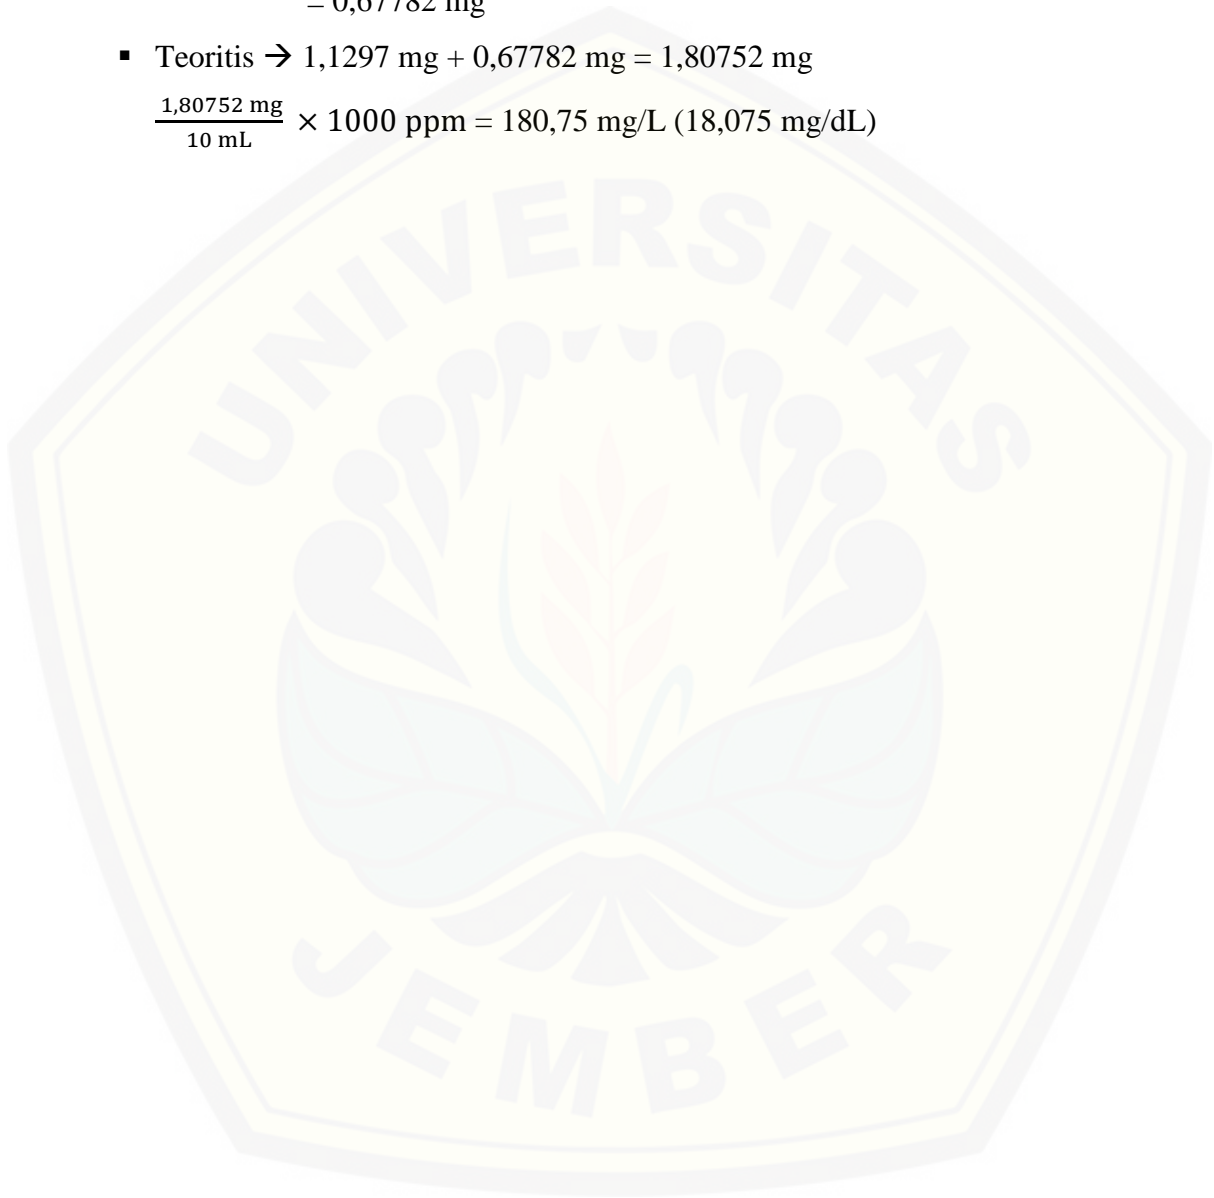 = 0,67782 mg
▪ Teoritis → 1,1297 mg + 0,67782 mg = 1,80752 mg
1,80752 mg / 10 mL × 1000 ppm = 180,75 mg/L (18,075 mg/dL)
UNIVERSITAS
JEMBER